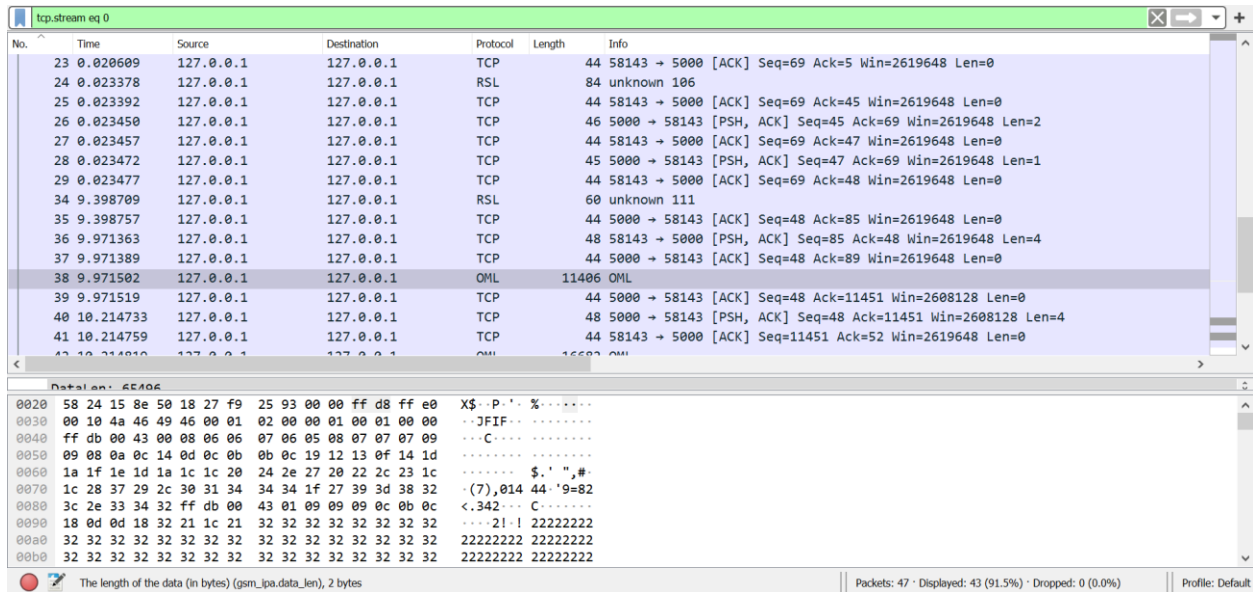 tcp.stream eq 0
No. Time Source Destination Protocol Length Info
23 0.020609 127.0.0.1 127.0.0.1 TCP 44 58143 → 5000 [ACK] Seq=69 Ack=5 Win=2619648 Len=0
24 0.023378 127.0.0.1 127.0.0.1 RSL 84 unknown 106
25 0.023392 127.0.0.1 127.0.0.1 TCP 44 58143 → 5000 [ACK] Seq=69 Ack=45 Win=2619648 Len=0
26 0.023450 127.0.0.1 127.0.0.1 TCP 46 5000 → 58143 [PSH, ACK] Seq=45 Ack=69 Win=2619648 Len=2
27 0.023457 127.0.0.1 127.0.0.1 TCP 44 58143 → 5000 [ACK] Seq=69 Ack=47 Win=2619648 Len=0
28 0.023472 127.0.0.1 127.0.0.1 TCP 45 5000 → 58143 [PSH, ACK] Seq=47 Ack=69 Win=2619648 Len=1
29 0.023477 127.0.0.1 127.0.0.1 TCP 44 58143 → 5000 [ACK] Seq=69 Ack=48 Win=2619648 Len=0
34 9.398709 127.0.0.1 127.0.0.1 RSL 60 unknown 111
35 9.398757 127.0.0.1 127.0.0.1 TCP 44 5000 → 58143 [ACK] Seq=48 Ack=85 Win=2619648 Len=0
36 9.971363 127.0.0.1 127.0.0.1 TCP 48 58143 → 5000 [PSH, ACK] Seq=85 Ack=48 Win=2619648 Len=4
37 9.971389 127.0.0.1 127.0.0.1 TCP 44 5000 → 58143 [ACK] Seq=48 Ack=89 Win=2619648 Len=0
38 9.971502 127.0.0.1 127.0.0.1 OML 11406 OML
39 9.971519 127.0.0.1 127.0.0.1 TCP 44 5000 → 58143 [ACK] Seq=48 Ack=11451 Win=2608128 Len=0
40 10.214733 127.0.0.1 127.0.0.1 TCP 48 5000 → 58143 [PSH, ACK] Seq=48 Ack=11451 Win=2608128 Len=4
41 10.214759 127.0.0.1 127.0.0.1 TCP 44 58143 → 5000 [ACK] Seq=11451 Ack=52 Win=2619648 Len=0
42 10.214819 127.0.0.1 127.0.0.1 OML 16682 OML
DataLen: 65496
0020 58 24 15 8e 50 18 27 f9 25 93 00 00 ff d8 ff e0 X$··P·'· %·······
0030 00 10 4a 46 49 46 00 01 02 00 00 01 00 01 00 00 ··JFIF·· ········
0040 ff db 00 43 00 08 06 06 07 06 05 08 07 07 07 09 ···C···· ········
0050 09 08 0a 0c 14 0d 0c 0b 0b 0c 19 12 13 0f 14 1d ········ ········
0060 1a 1f 1e 1d 1a 1c 1c 20 24 2e 27 20 22 2c 23 1c ······· $.' ",#·
0070 1c 28 37 29 2c 30 31 34 34 34 1f 27 39 3d 38 32 ·(7),014 44·'9=82
0080 3c 2e 33 34 32 ff db 00 43 01 09 09 09 0c 0b 0c <.342··· C·······
0090 18 0d 0d 18 32 21 1c 21 32 32 32 32 32 32 32 32 ····2!·! 22222222
00a0 32 32 32 32 32 32 32 32 32 32 32 32 32 32 32 32 22222222 22222222
00b0 32 32 32 32 32 32 32 32 32 32 32 32 32 32 32 32 22222222 22222222
The length of the data (in bytes) (gsm_ipa.data_len), 2 bytes Packets: 47 · Displayed: 43 (91.5%) · Dropped: 0 (0.0%) Profile: Default